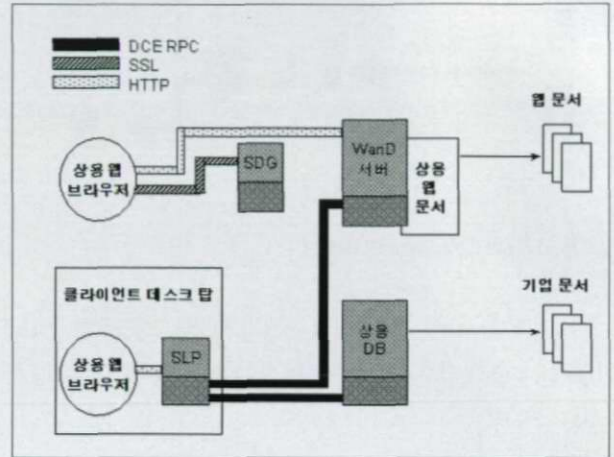 DCE RPC
SSL
HTTP
상용웹
브라우저
SDG
WanD
서버
상용
웹
문서
웹 문서
클라이언트 데스크 탑
상용웹
브라우저
SLP
상용
DB
기업 문서